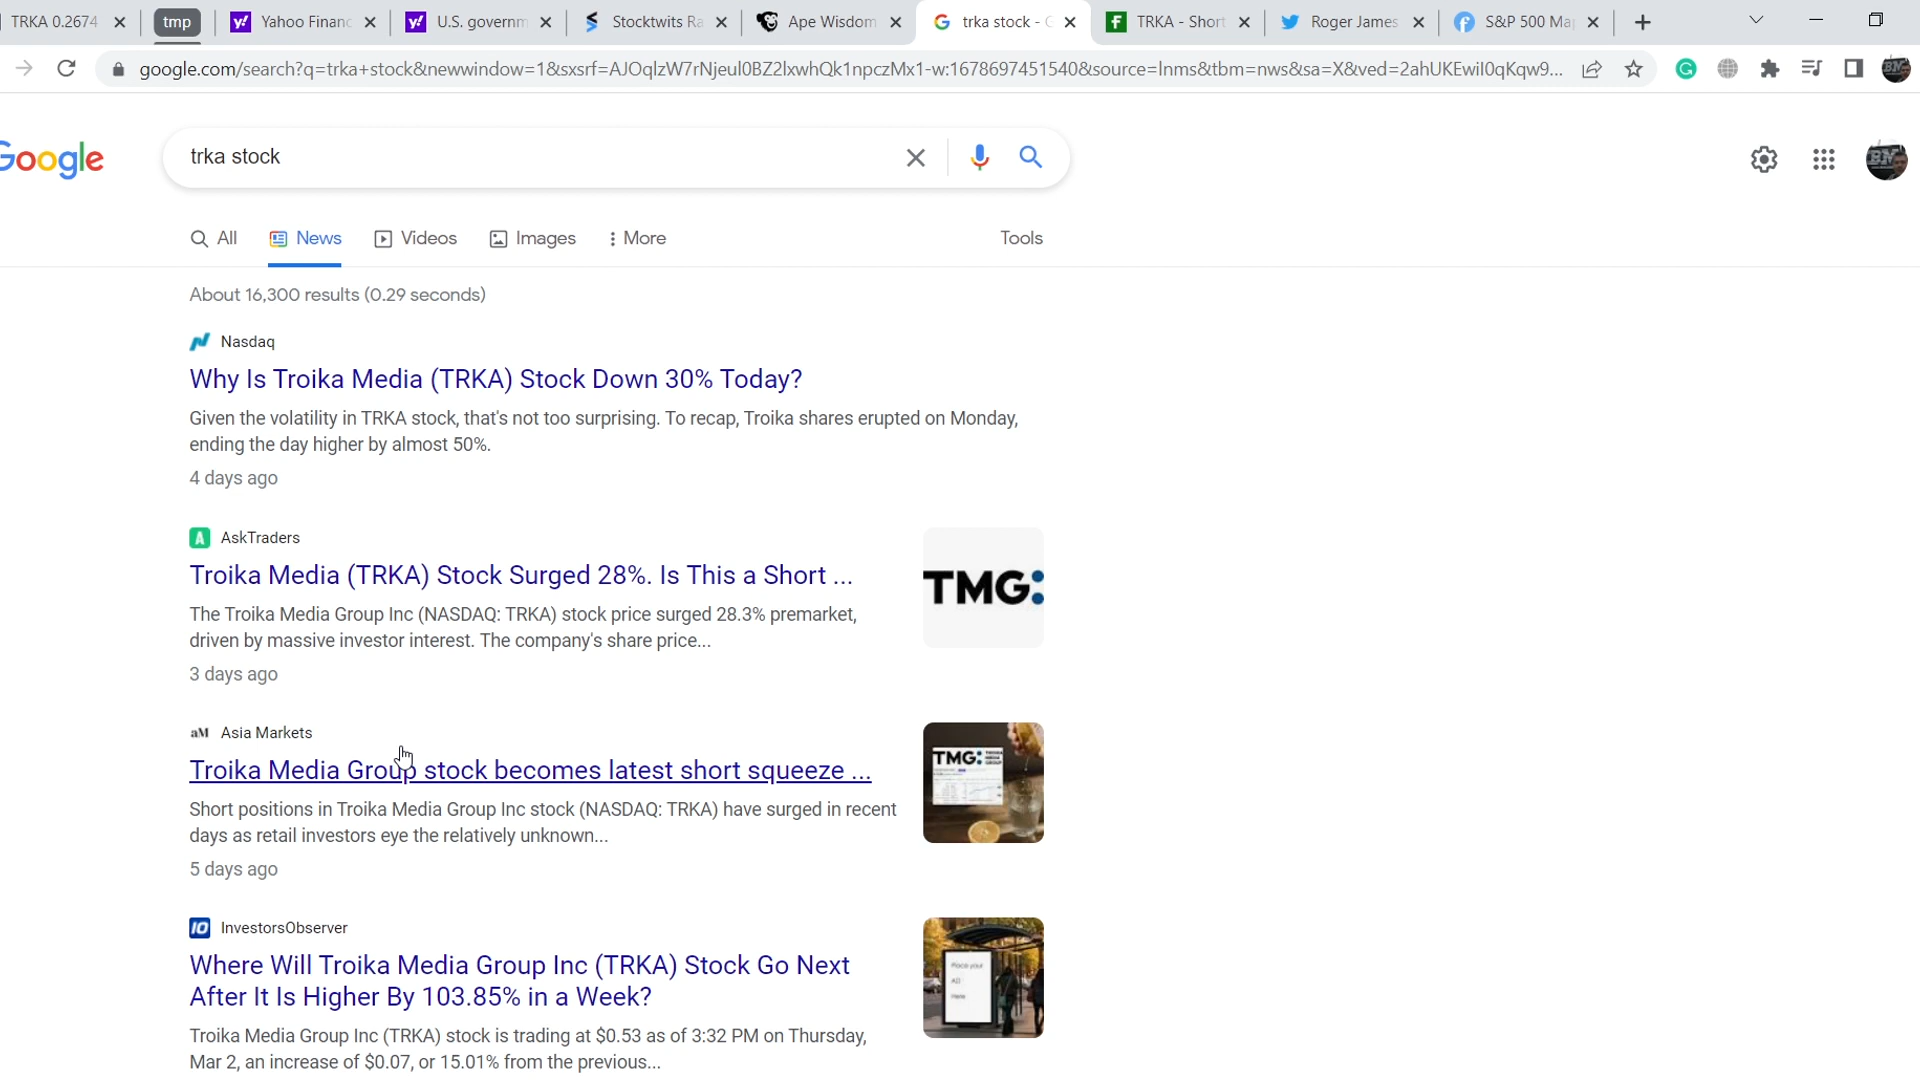 TRKA 0.2674
tmp
Yahoo Financ
U.S. governm
Stocktwits Ra
Ape Wisdom
trka stock - G
TRKA - Short
Roger James
S&P 500 Map
google.com/search?q=trka+stock&newwindow=1&sxsrf=AJOqlzW7rNjeul0BZ2lxwhQk1npczMx1-w:1678697451540&source=lnms&tbm=nws&sa=X&ved=2ahUKEwil0qKqw9...
Google
trka stock
All
News
Videos
Images
More
Tools
About 16,300 results (0.29 seconds)
Nasdaq
Why Is Troika Media (TRKA) Stock Down 30% Today?
Given the volatility in TRKA stock, that's not too surprising. To recap, Troika shares erupted on Monday,
ending the day higher by almost 50%.
4 days ago
AskTraders
Troika Media (TRKA) Stock Surged 28%. Is This a Short ...
The Troika Media Group Inc (NASDAQ: TRKA) stock price surged 28.3% premarket,
driven by massive investor interest. The company's share price...
3 days ago
TMG:
aM Asia Markets
Troika Media Group stock becomes latest short squeeze ...
Short positions in Troika Media Group Inc stock (NASDAQ: TRKA) have surged in recent
days as retail investors eye the relatively unknown...
5 days ago
TMG:
IO InvestorsObserver
Where Will Troika Media Group Inc (TRKA) Stock Go Next
After It Is Higher By 103.85% in a Week?
Troika Media Group Inc (TRKA) stock is trading at $0.53 as of 3:32 PM on Thursday,
Mar 2, an increase of $0.07, or 15.01% from the previous...
Place your
AD
Here